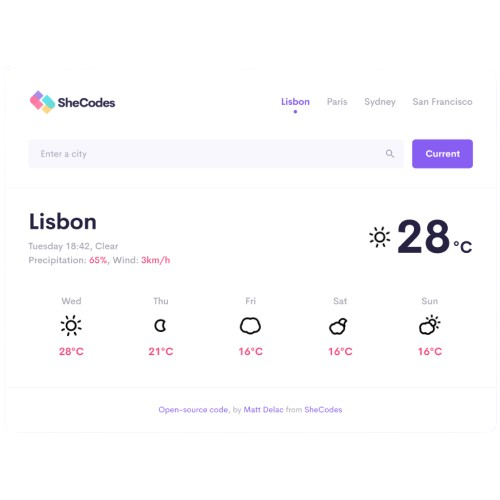 SheCodes
Lisbon Paris Sydney San Francisco
Enter a city Current
Lisbon
Tuesday 18:42, Clear
Precipitation: 65%, Wind: 3km/h
28 °C
Wed Thu Fri Sat Sun
28°C 21°C 16°C 16°C 16°C
Open-source code, by Matt Delac from SheCodes